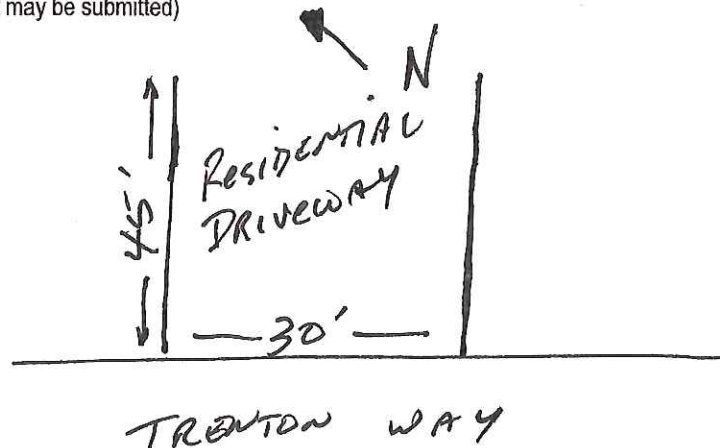 may be submitted)
N
RESIDENTIAL
DRIVEWAY
45'
30'
TRENTON WAY